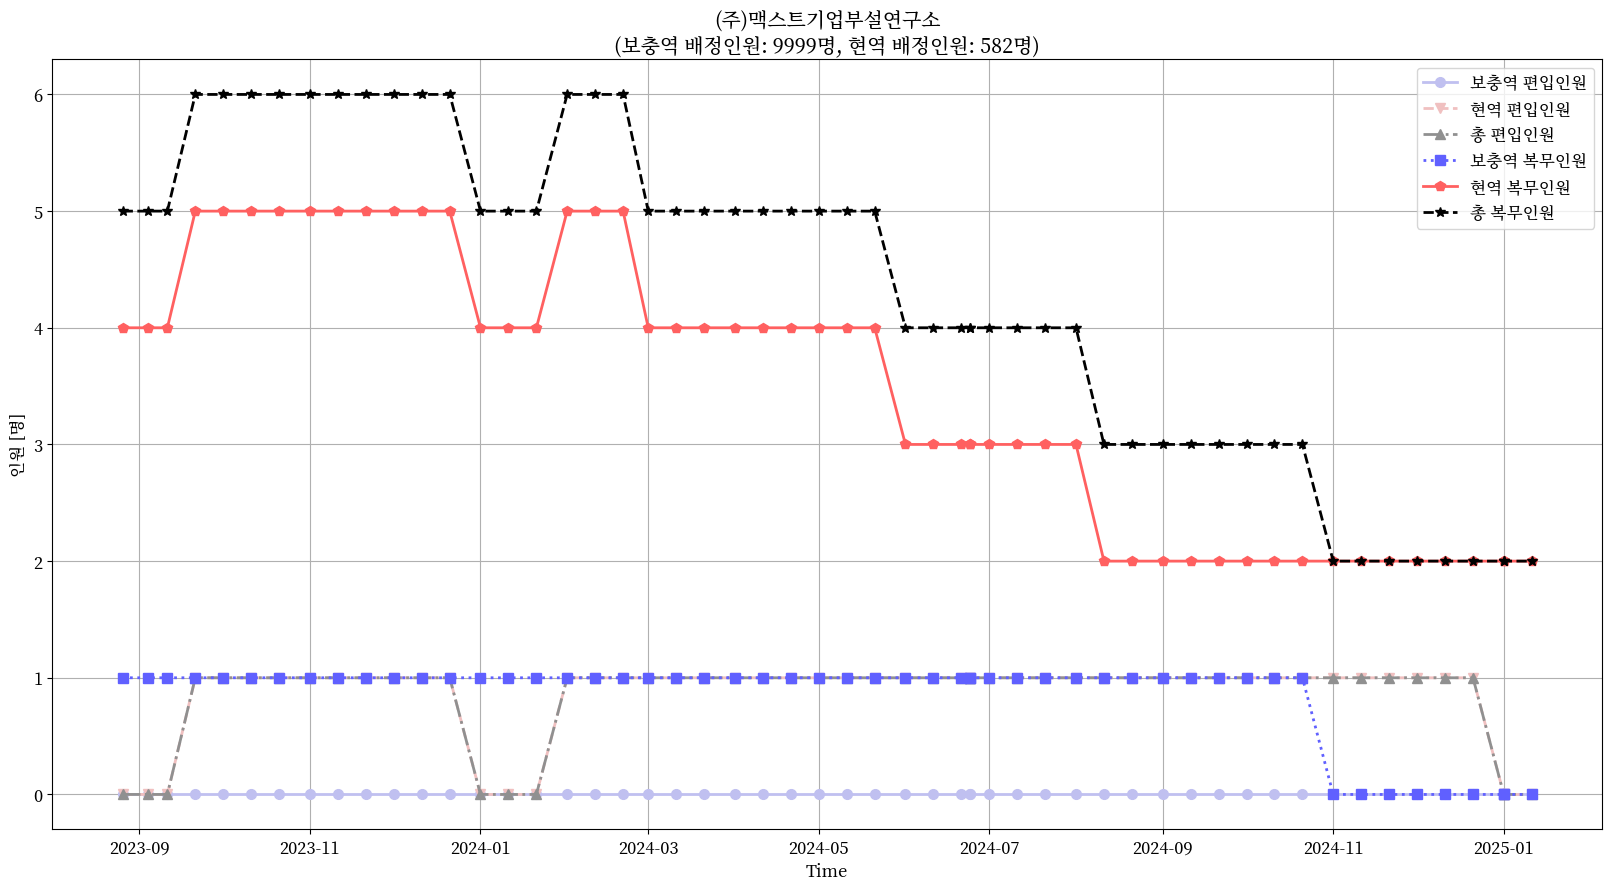 (주)맥스트기업부설연구소
(보충역 배정인원: 9999명, 현역 배정인원: 582명)
보충역 편입인원
현역 편입인원
총 편입인원
보충역 복무인원
현역 복무인원
총 복무인원
인원 [명]
6
5
4
3
2
1
0
2023-09
2023-11
2024-01
2024-03
2024-05
2024-07
2024-09
2024-11
2025-01
Time